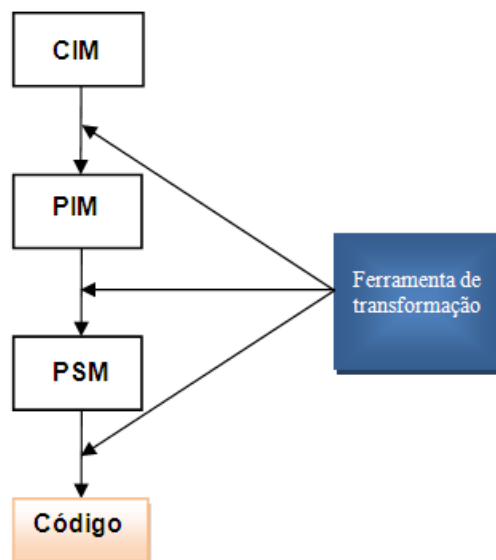 CIM
PIM
Ferramenta de
transformação
PSM
Código